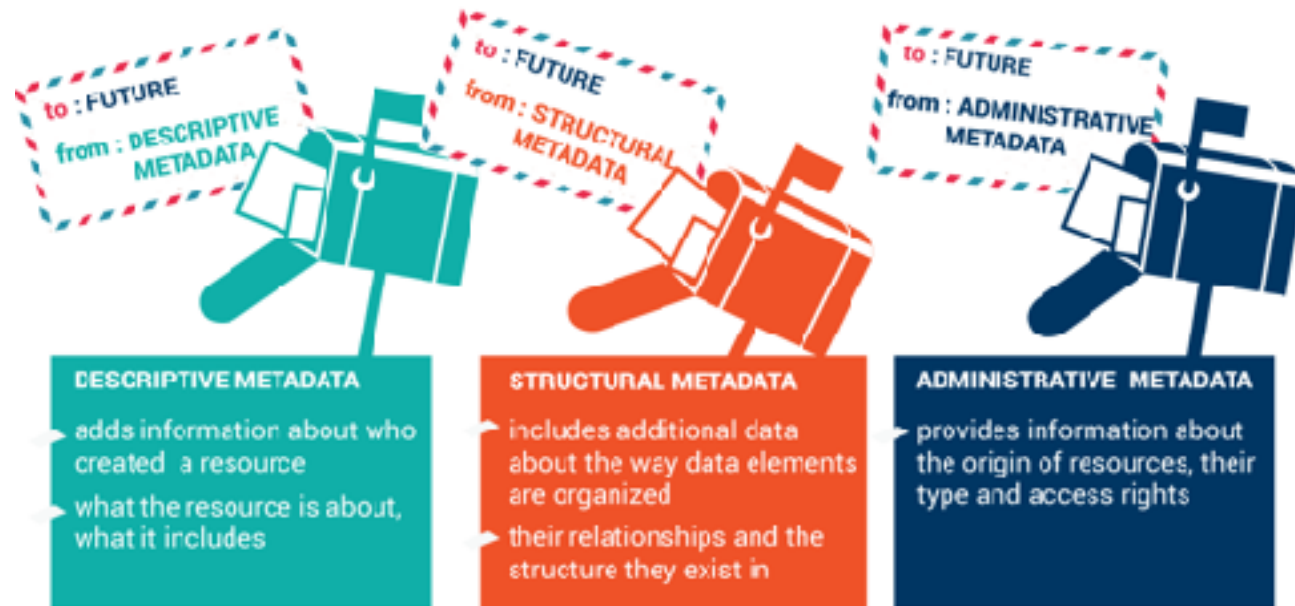 to : FUTURE
from : DESCRIPTIVE
METADATA
to : FUTURE
from : STRUCTURAL
METADATA
to : FUTURE
from : ADMINISTRATIVE
METADATA
DESCRIPTIVE METADATA
adds information about who
created a resource
what the resource is about,
what it includes
STRUCTURAL METADATA
includes additional data
about the way data elements
are organized
their relationships and the
structure they exist in
ADMINISTRATIVE METADATA
provides information about
the origin of resources, their
type and access rights